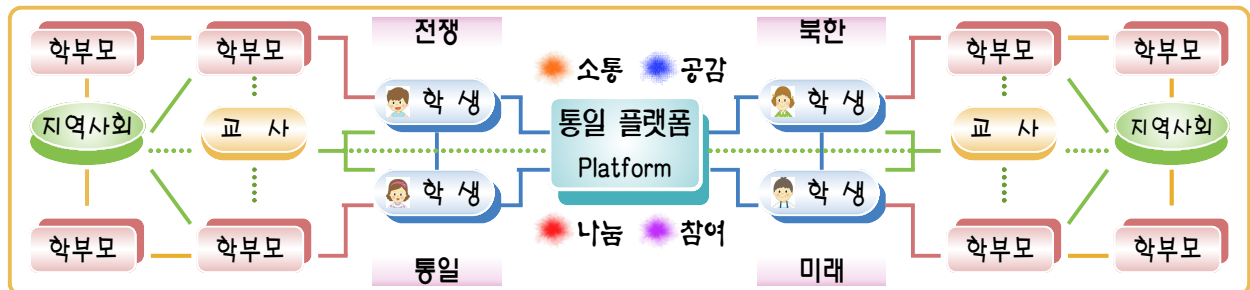 전쟁
북한
학부모
학부모
소통
공감
학부모
학부모
학 생
학 생
지역사회
교 사
통일 플랫폼
Platform
교 사
지역사회
학 생
학 생
학부모
학부모
나눔
참여
학부모
학부모
통일
미래